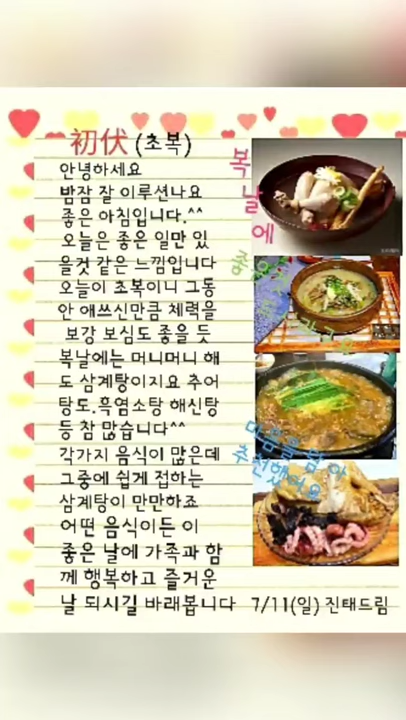 初伏 (초복)
안녕하세요
밤잠 잘 이루션나요
좋은 아침입니다.^^
오늘은 좋은 일만 있
을것 같은 느낌입니다
오늘이 초복이니 그동
안 애쓰신만큼 체력을
보강 보심도 좋을 듯
복날에는 머니머니 해
도 삼계탕이지요 추어
탕도.흑염소탕 해신탕
등 참 많습니다^^
각가지 음식이 많은데
그중에 쉽게 접하는
삼계탕이 만만하죠
어떤 음식이든 이
좋은 날에 가족과 함
께 행복하고 즐거운
날 되시길 바래봅니다 7/11(일) 진태드림
복날에
마음을 담아